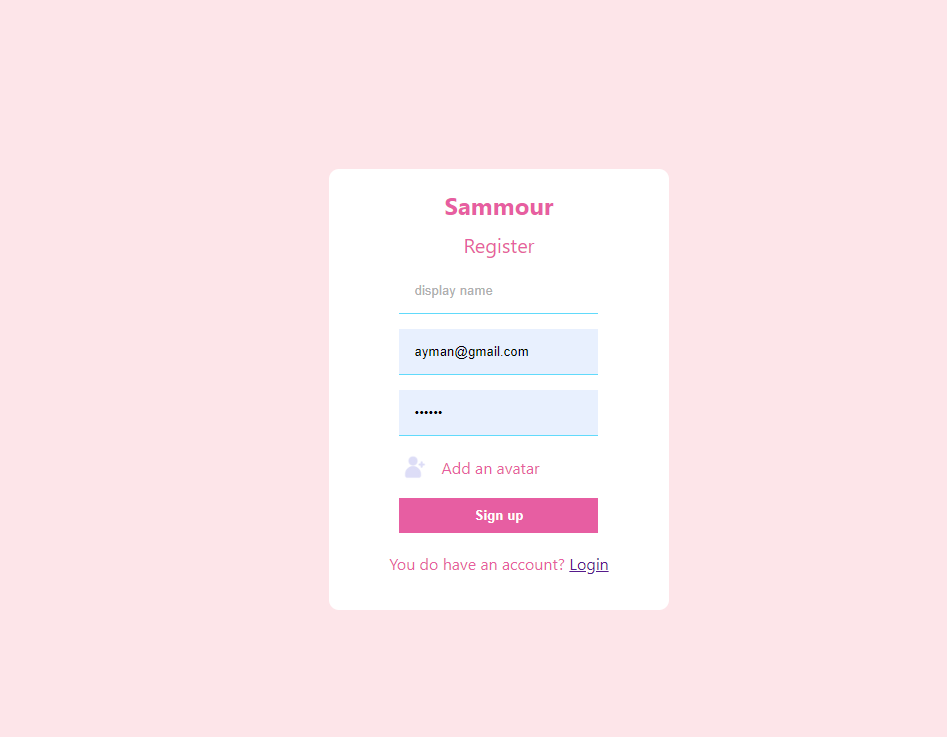 Sammour
Register
display name
ayman@gmail.com
••••••
Add an avatar
Sign up
You do have an account? Login